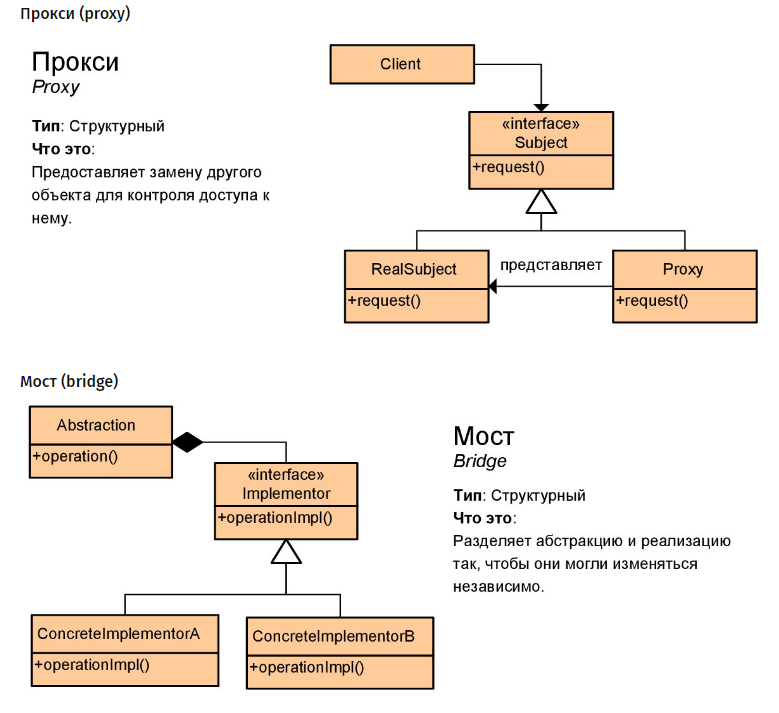 Прокси (proxy)
Прокси
Proxy
Тип: Структурный
Что это:
Предоставляет замену другого
объекта для контроля доступа к
нему.
Client
«interface»
Subject
+request()
RealSubject
+request()
представляет
Proxy
+request()
Мост (bridge)
Abstraction
+operation()
«interface»
Implementor
+operationImpl()
ConcreteImplementorA
+operationImpl()
ConcreteImplementorB
+operationImpl()
Мост
Bridge
Тип: Структурный
Что это:
Разделяет абстракцию и реализацию
так, чтобы они могли изменяться
независимо.